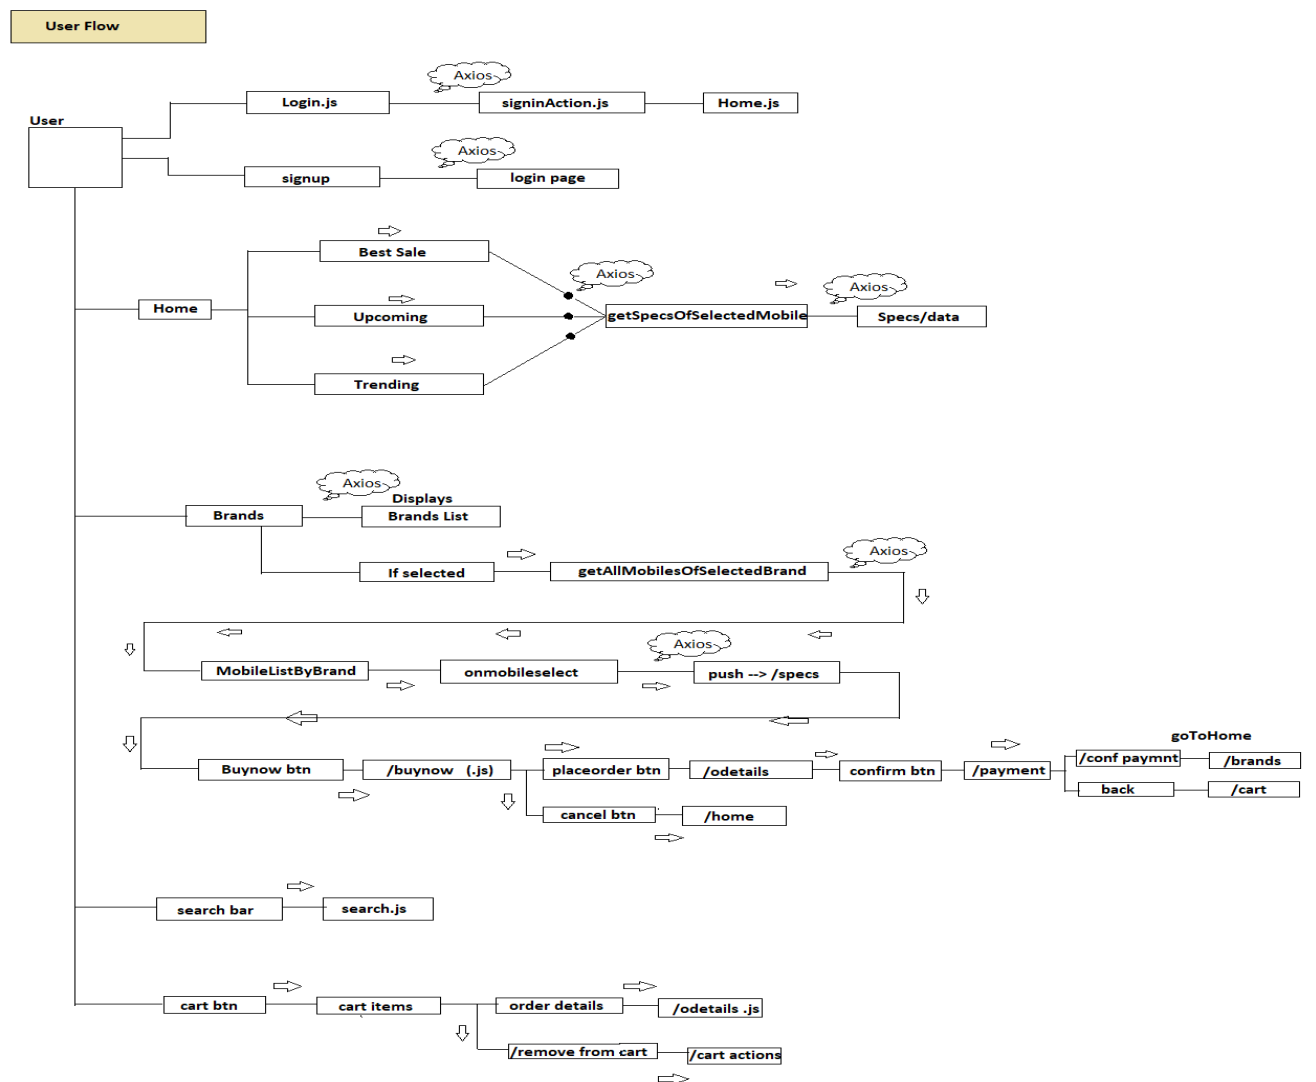 User Flow
Axios
Login.js
signinAction.js
Home.js
User
Axios
signup
login page
Best Sale
Axios
Axios
Home
Upcoming
getSpecsOfSelectedMobile
Specs/data
Trending
Axios
Displays
Brands
Brands List
Axios
If selected
getAllMobilesOfSelectedBrand
Axios
MobileListByBrand
onmobileselect
push --> /specs
goToHome
Buynow btn
/buynow (.js)
placeorder btn
/odetails
confirm btn
/payment
/conf paymnt
/brands
back
/cart
cancel btn
/home
search bar
search.js
cart btn
cart items
order details
/odetails .js
/remove from cart
/cart actions